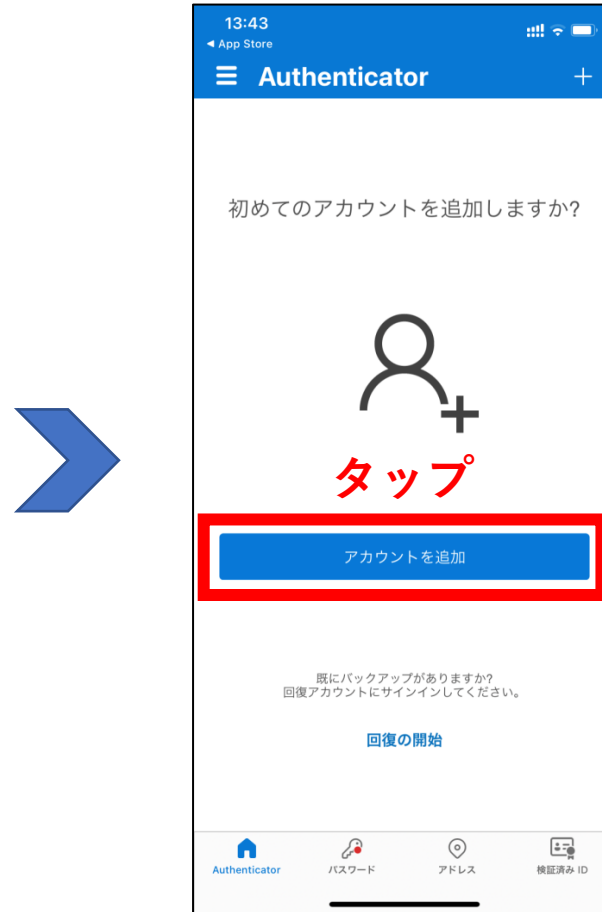 13:43
◀ App Store
Authenticator
初めてのアカウントを追加しますか?
タップ
アカウントを追加
既にバックアップがありますか?
回復アカウントにサインインしてください。
回復の開始
Authenticator
パスワード
アドレス
検証済み ID